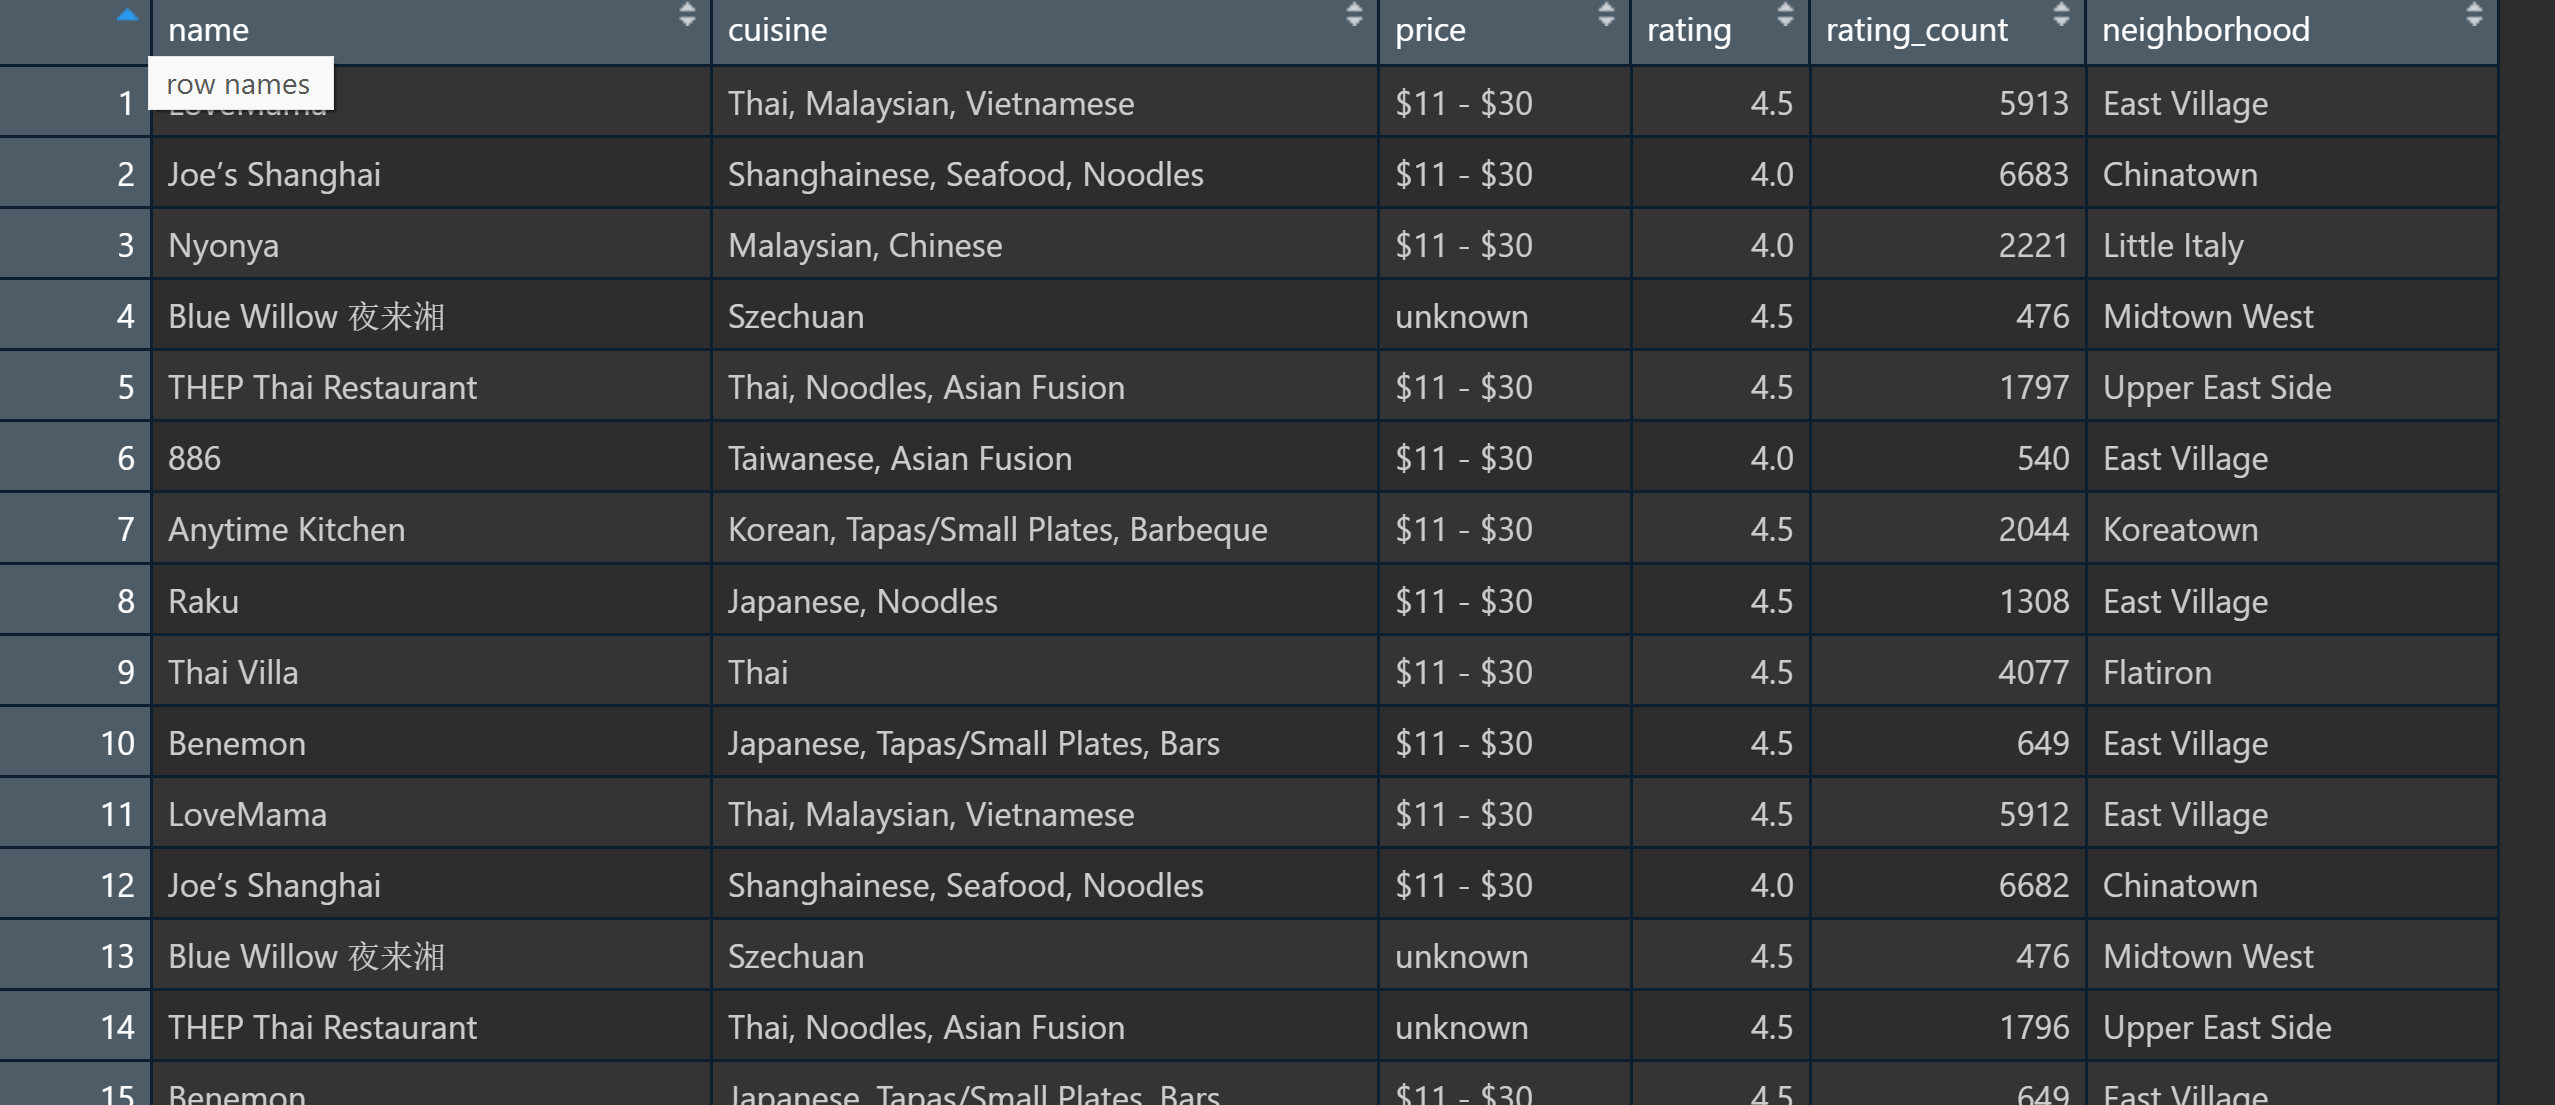 name cuisine price rating rating_count neighborhood
row names
1 LoveMama Thai, Malaysian, Vietnamese $11 - $30 4.5 5913 East Village
2 Joe’s Shanghai Shanghainese, Seafood, Noodles $11 - $30 4.0 6683 Chinatown
3 Nyonya Malaysian, Chinese $11 - $30 4.0 2221 Little Italy
4 Blue Willow 夜来湘 Szechuan unknown 4.5 476 Midtown West
5 THEP Thai Restaurant Thai, Noodles, Asian Fusion $11 - $30 4.5 1797 Upper East Side
6 886 Taiwanese, Asian Fusion $11 - $30 4.0 540 East Village
7 Anytime Kitchen Korean, Tapas/Small Plates, Barbeque $11 - $30 4.5 2044 Koreatown
8 Raku Japanese, Noodles $11 - $30 4.5 1308 East Village
9 Thai Villa Thai $11 - $30 4.5 4077 Flatiron
10 Benemon Japanese, Tapas/Small Plates, Bars $11 - $30 4.5 649 East Village
11 LoveMama Thai, Malaysian, Vietnamese $11 - $30 4.5 5912 East Village
12 Joe’s Shanghai Shanghainese, Seafood, Noodles $11 - $30 4.0 6682 Chinatown
13 Blue Willow 夜来湘 Szechuan unknown 4.5 476 Midtown West
14 THEP Thai Restaurant Thai, Noodles, Asian Fusion unknown 4.5 1796 Upper East Side
15 Benemon Japanese, Tapas/Small Plates, Bars $11 - $30 4.5 649 East Village